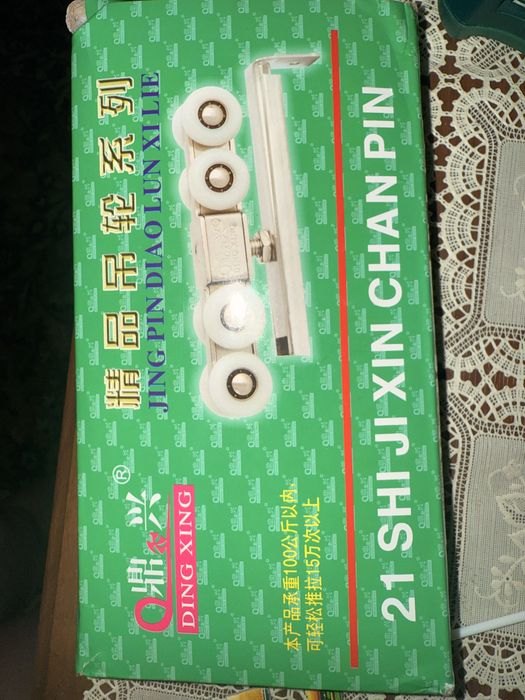 鼎兴®
DING XING
精品吊轮系列
JING PIN DIAO LUN XI LIE
本产品承重100公斤以内,
可轻松推拉15万次以上
21 SHI JI XIN CHAN PIN